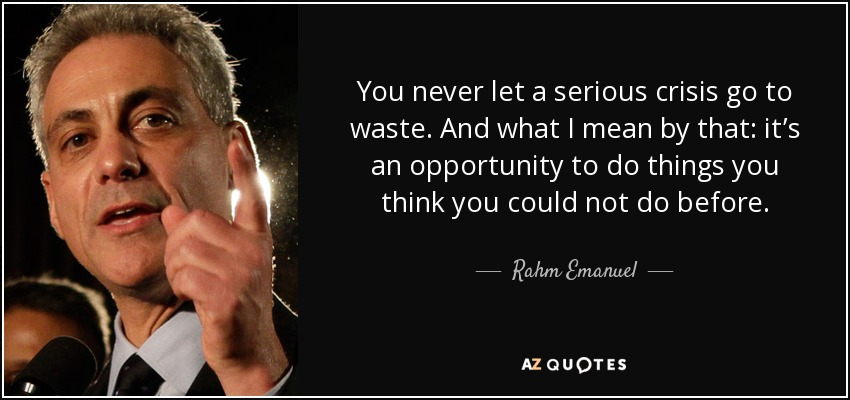 You never let a serious crisis go to
waste. And what I mean by that: it’s
an opportunity to do things you
think you could not do before.
Rahm Emanuel
AZ QUOTES